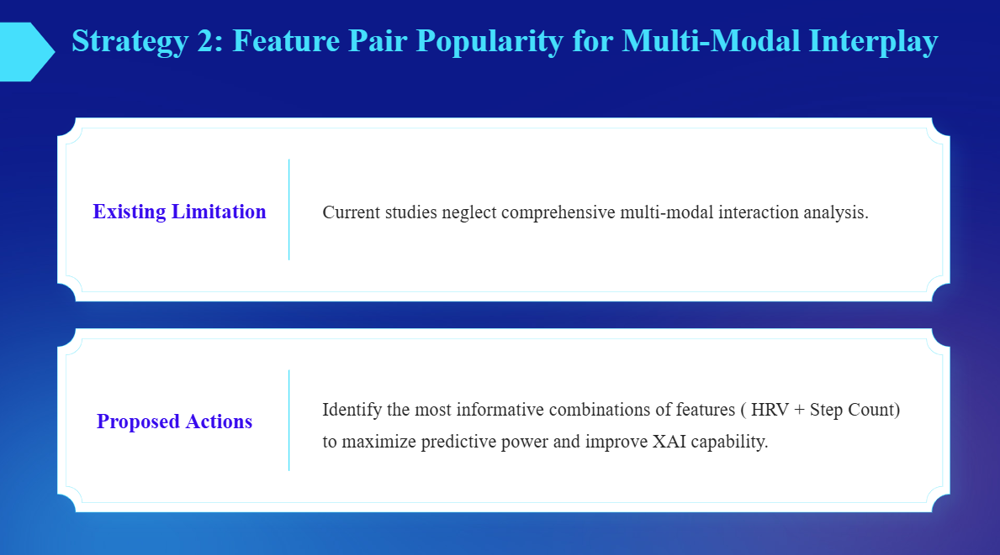 Strategy 2: Feature Pair Popularity for Multi-Modal Interplay
Existing Limitation
Current studies neglect comprehensive multi-modal interaction analysis.
Proposed Actions
Identify the most informative combinations of features ( HRV + Step Count)
to maximize predictive power and improve XAI capability.